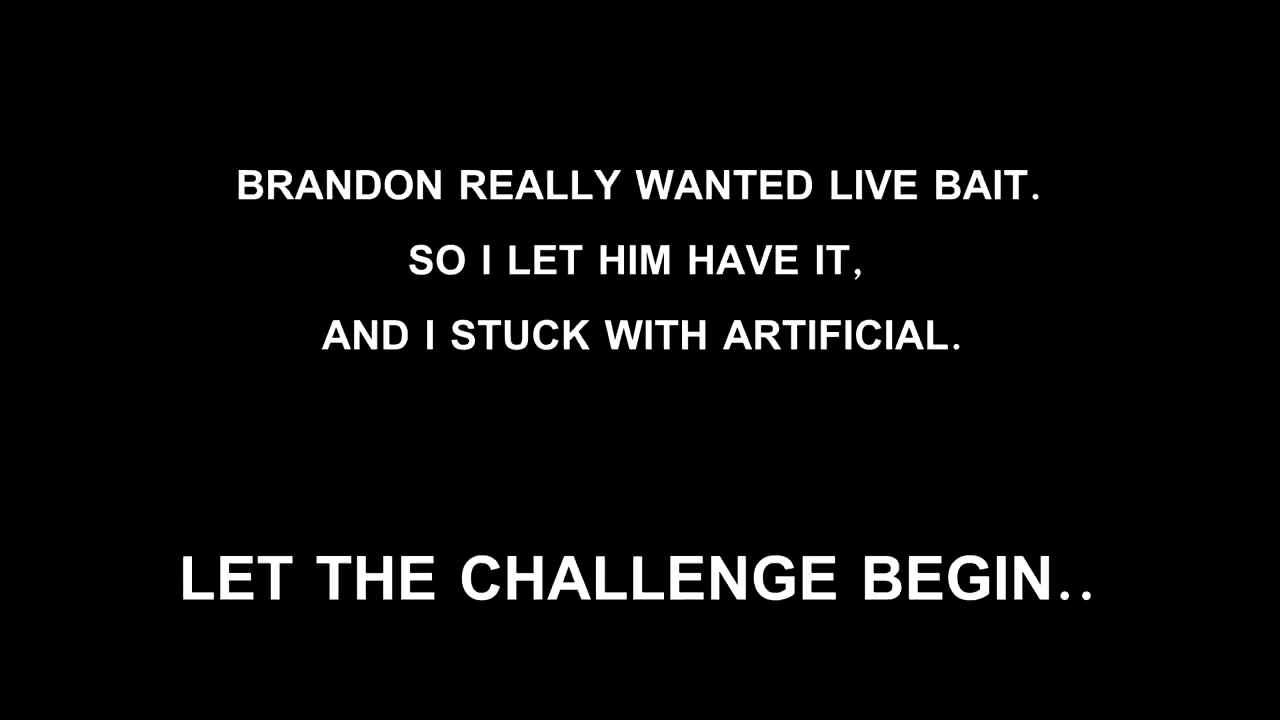 BRANDON REALLY WANTED LIVE BAIT.
SO I LET HIM HAVE IT,
AND I STUCK WITH ARTIFICIAL.
LET THE CHALLENGE BEGIN..